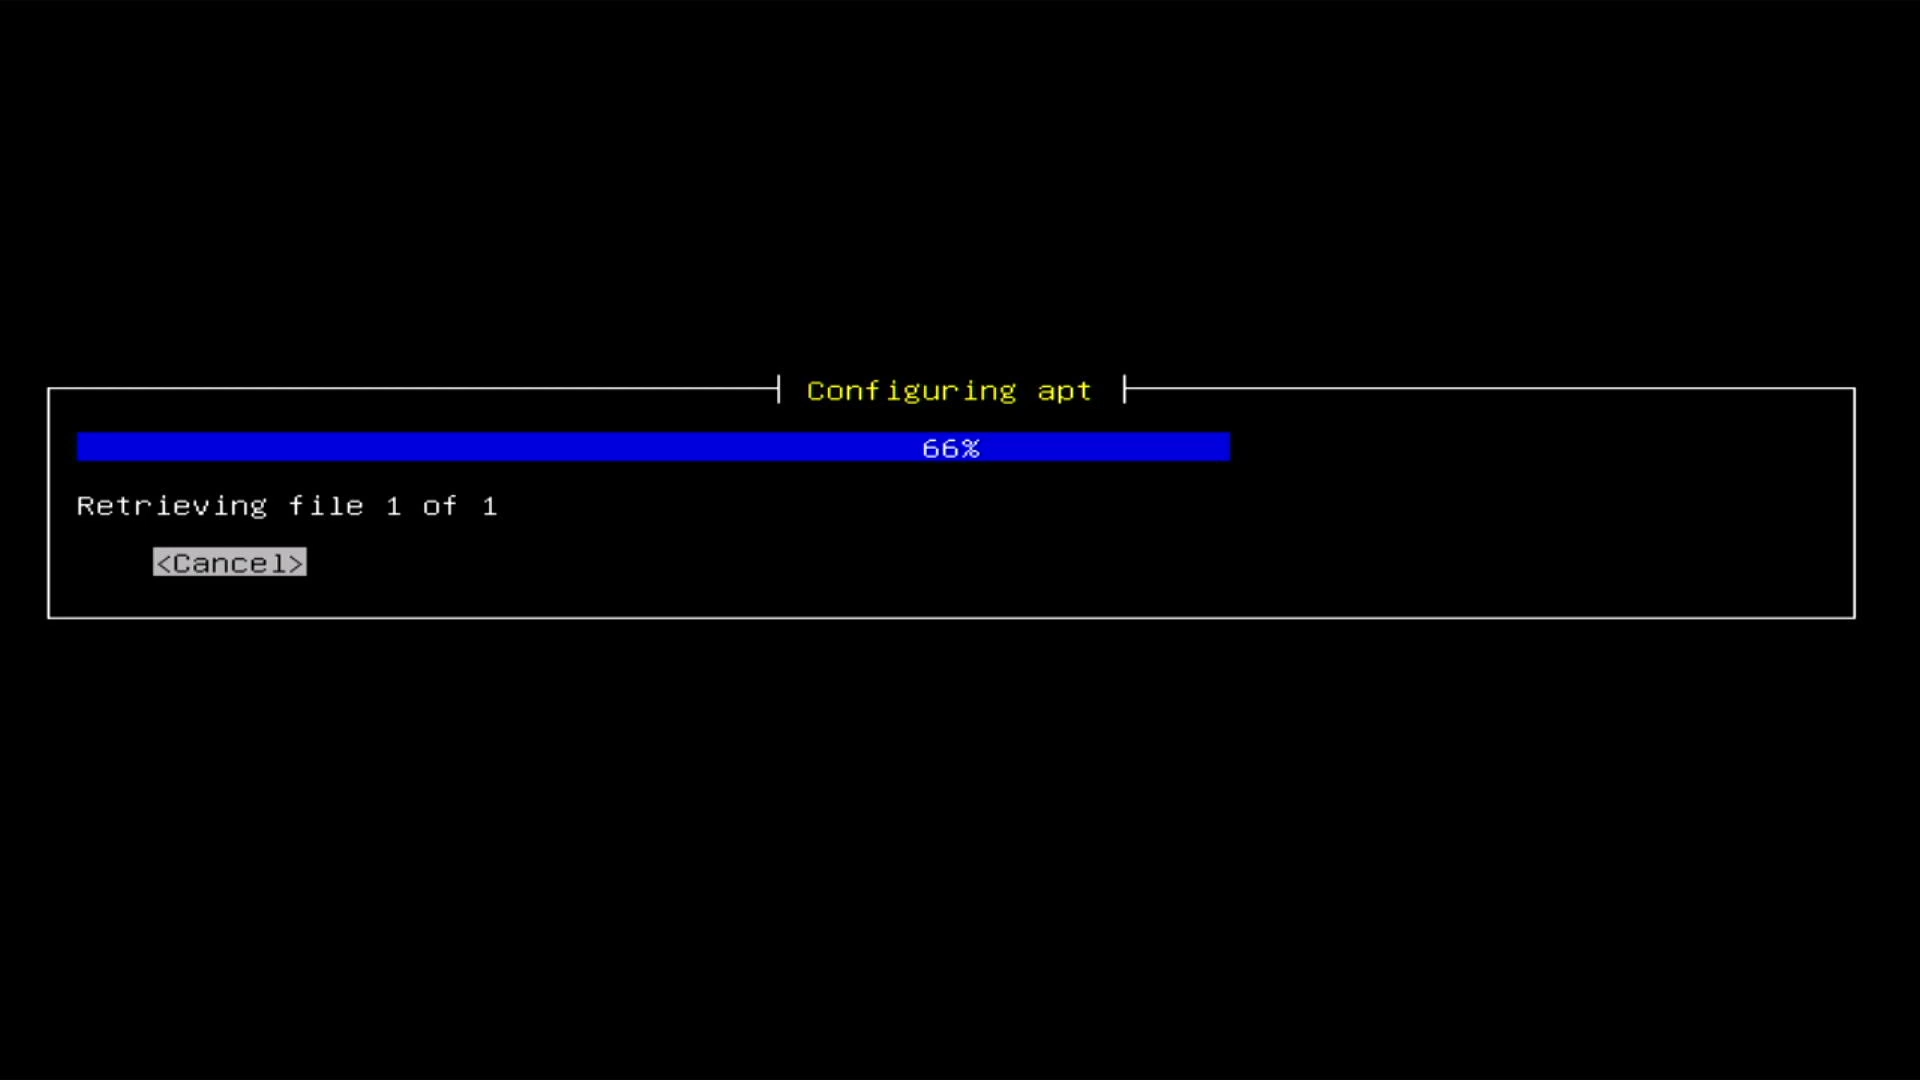 Configuring apt
66%
Retrieving file 1 of 1
<Cancel>